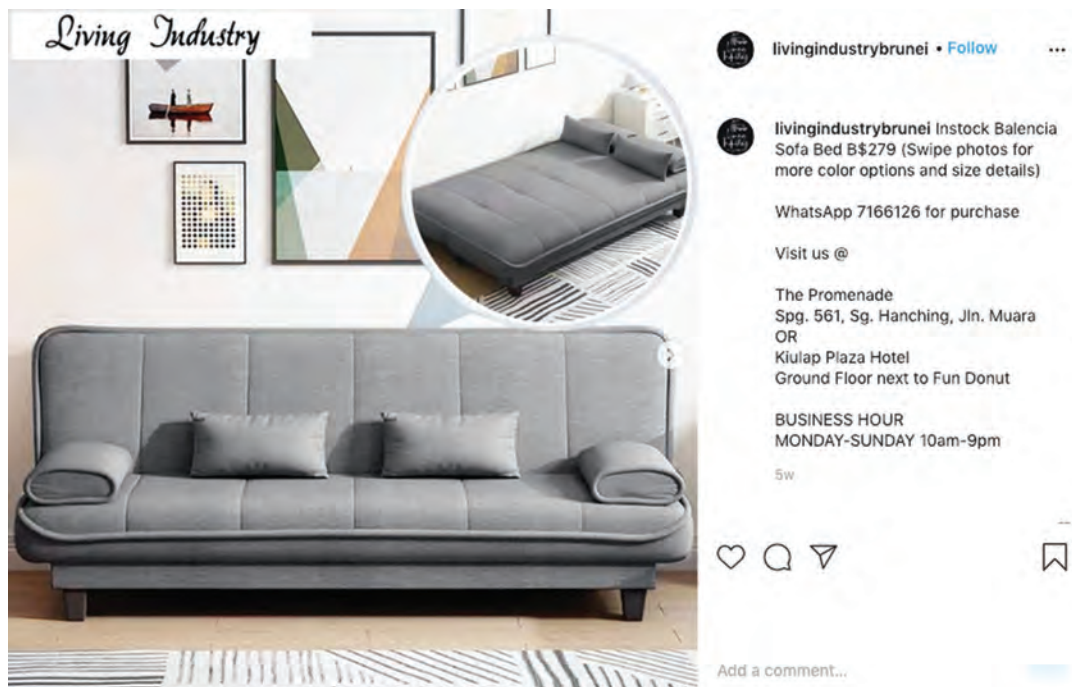 Living Industry
livingindustrybrunei • Follow
livingindustrybrunei Instock Balencia
Sofa Bed B$279 (Swipe photos for
more color options and size details)
WhatsApp 7166126 for purchase
Visit us @
The Promenade
Spg. 561, Sg. Hanching, Jln. Muara
OR
Kiulap Plaza Hotel
Ground Floor next to Fun Donut
BUSINESS HOUR
MONDAY-SUNDAY 10am-9pm
5w
Add a comment...